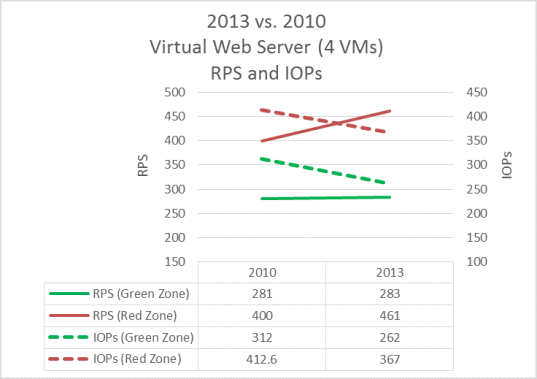 2013 vs. 2010
Virtual Web Server (4 VMs)
RPS and IOPs
500 450
450 400
400 350
350 300
300 250
250 200
200 150
150 100
RPS
IOPs
2010 2013
RPS (Green Zone) 281 283
RPS (Red Zone) 400 461
IOPs (Green Zone) 312 262
IOPs (Red Zone) 412.6 367